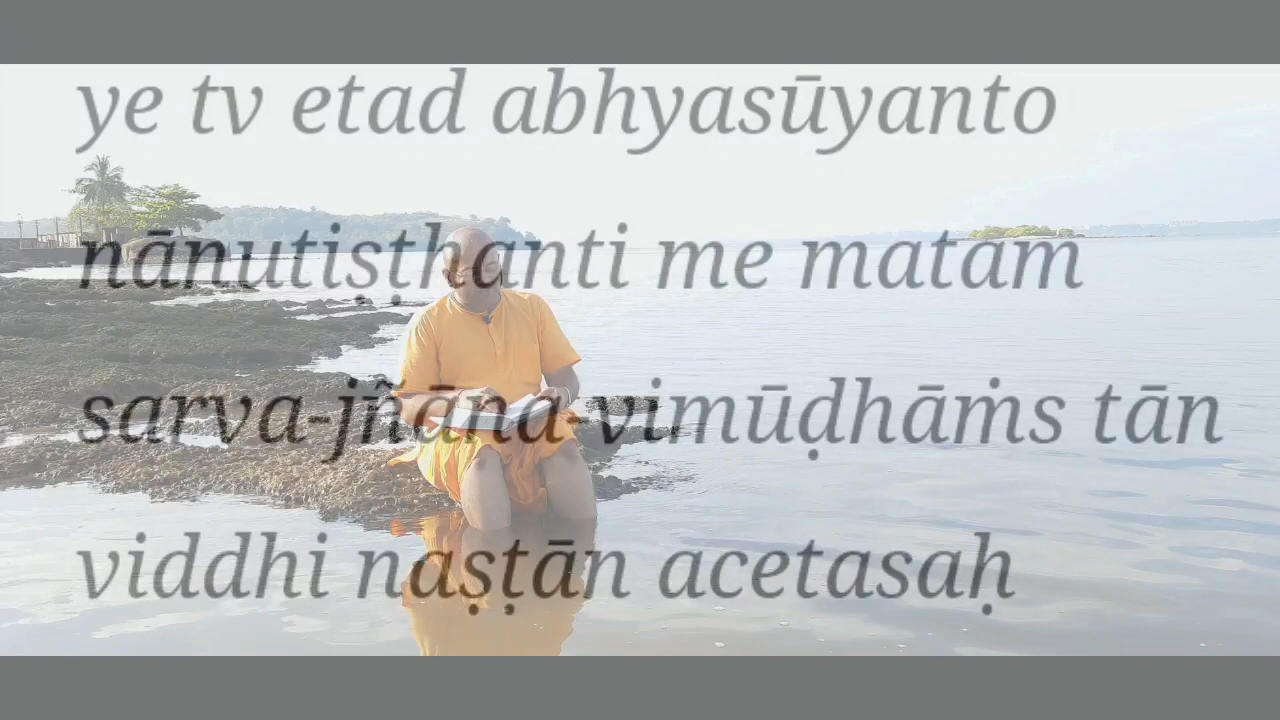 ye tv etad abhyasūyanto
nānutiṣṭhanti me matam
sarva-jñāna-vimūḍhāṁs tān
viddhi naṣṭān acetasaḥ